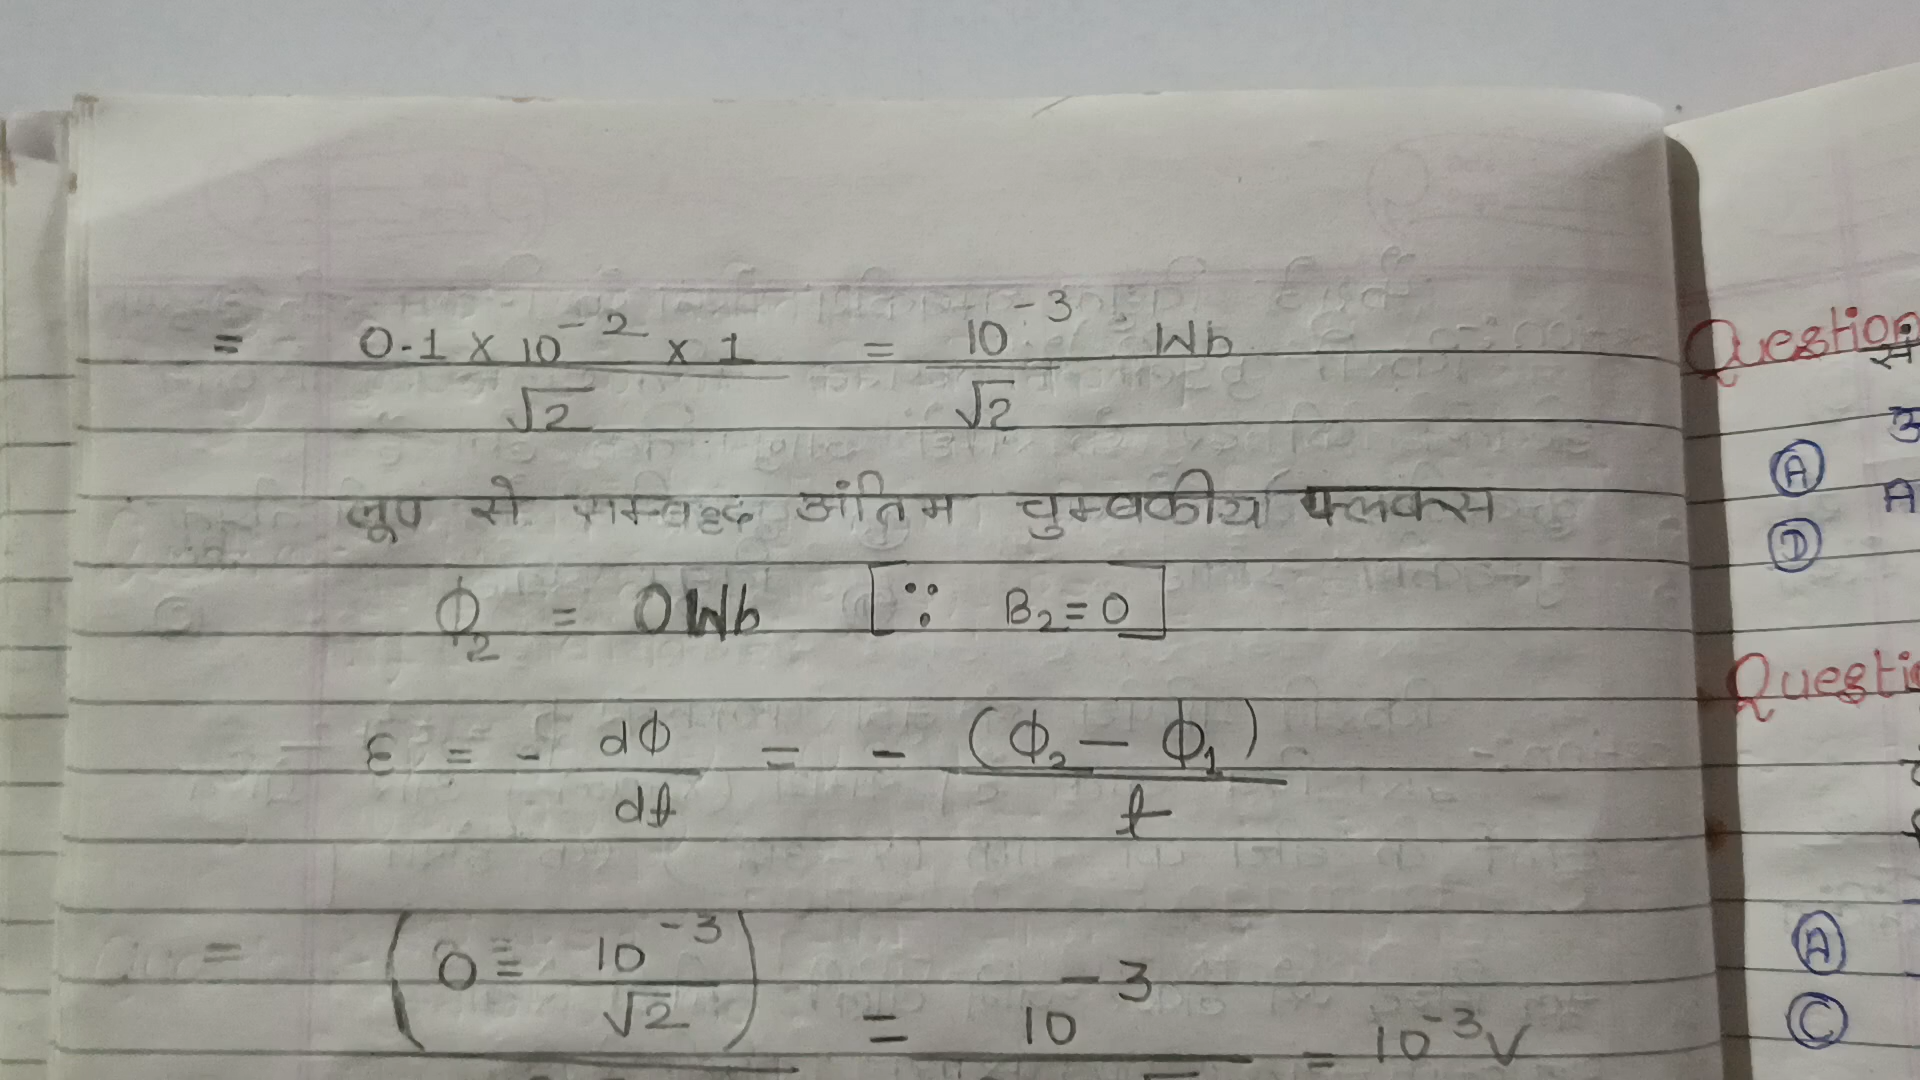 = 0.1 × 10⁻² × 1 / √2 = 10⁻³ / √2 Wb
लूप से सम्बद्ध अंतिम चुम्बकीय फ्लक्स
ϕ₂ = 0 Wb [∵ B₂ = 0]
ε = - dϕ / dt = - (ϕ₂ - ϕ₁) / t
= (0 - 10⁻³ / √2) = 10⁻³ = 10⁻³ V
Question
(A) A
(D)
Questi
(A)
(C)